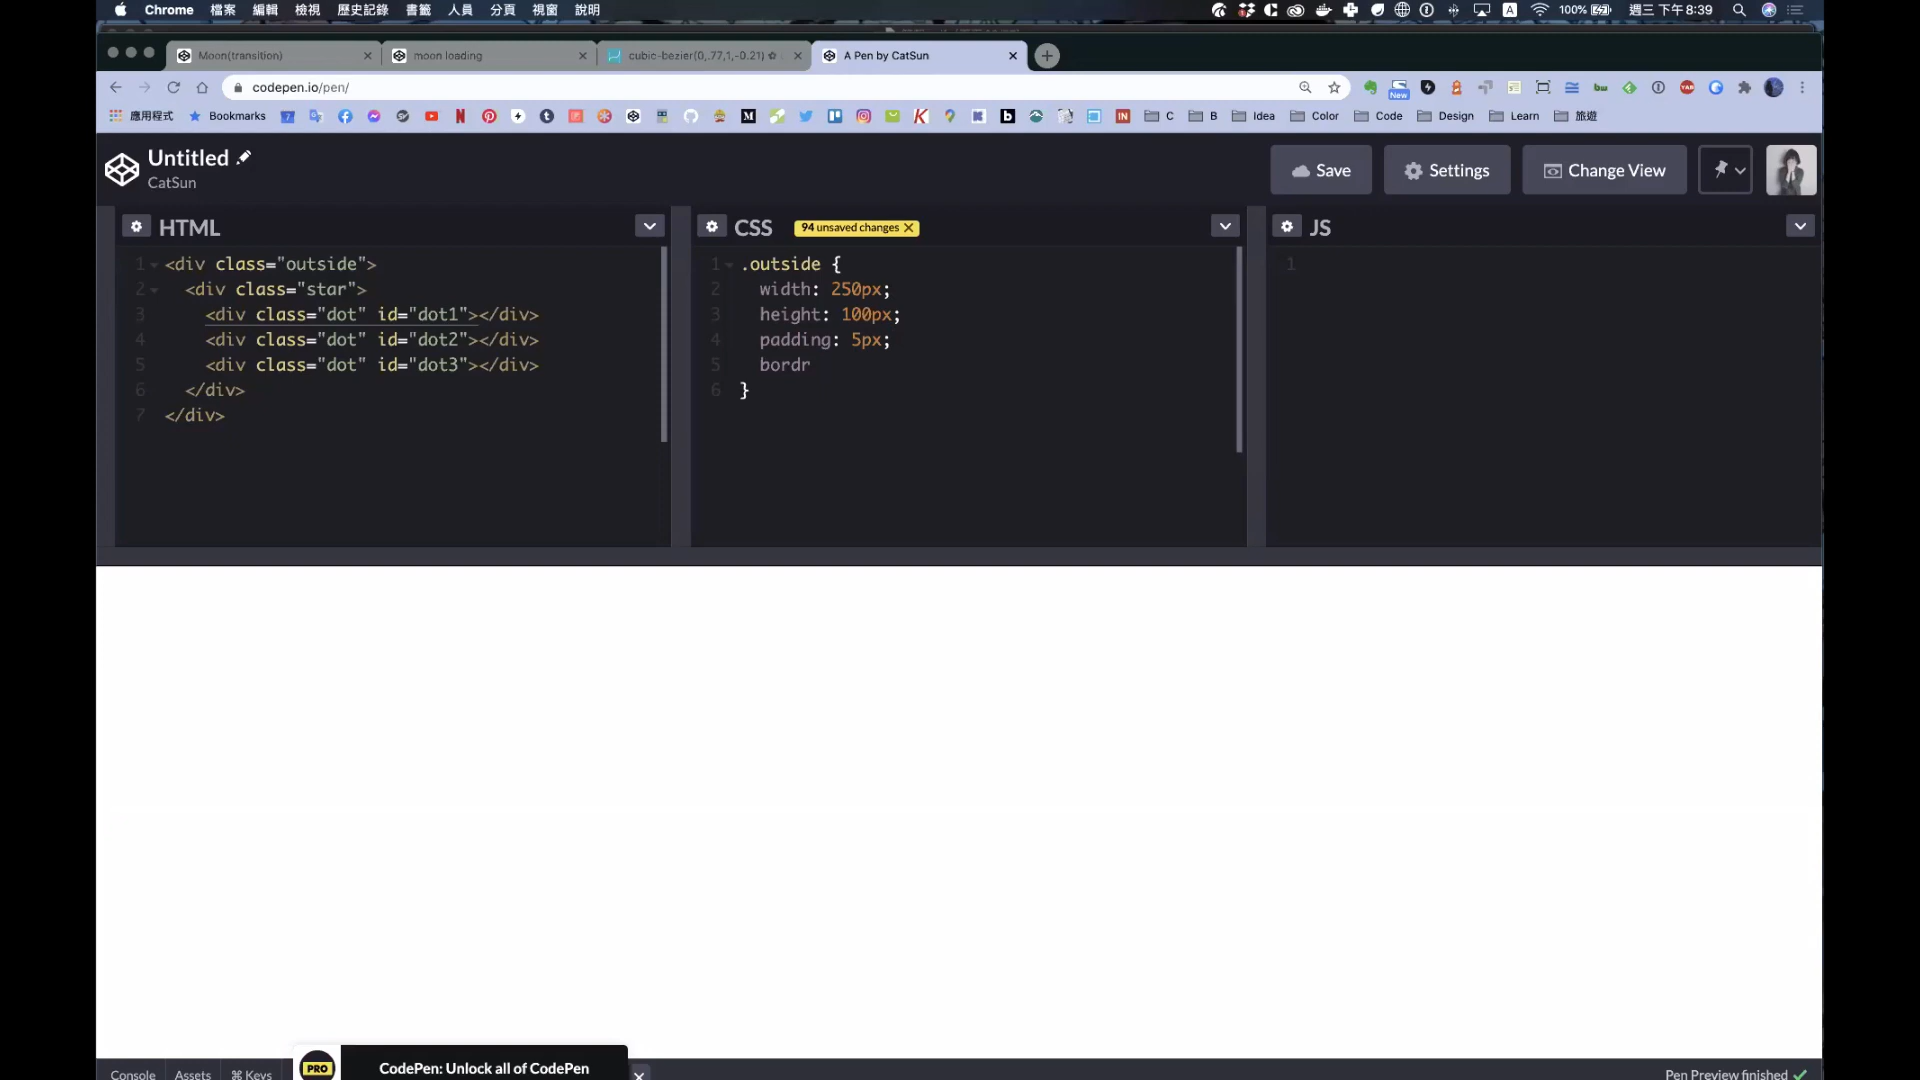 Chrome 檔案 編輯 檢視 歷史記錄 書籤 人員 分頁 視窗 說明 100% 週三 下午8:39
Moon(transition) moon loading cubic-bezier(0,.77,1,-0.21) A Pen by CatSun
codepen.io/pen/ New
應用程式 Bookmarks C B Idea Color Code Design Learn 旅遊
Untitled
CatSun
Save Settings Change View
HTML CSS 94 unsaved changes JS
1 <div class="outside">
2 <div class="star">
3 <div class="dot" id="dot1"></div>
4 <div class="dot" id="dot2"></div>
5 <div class="dot" id="dot3"></div>
6 </div>
7 </div>
1 .outside {
2 width: 250px;
3 height: 100px;
4 padding: 5px;
5 bordr
6 }
1
Console Assets ⌘ Keys PRO CodePen: Unlock all of CodePen Pen Preview finished